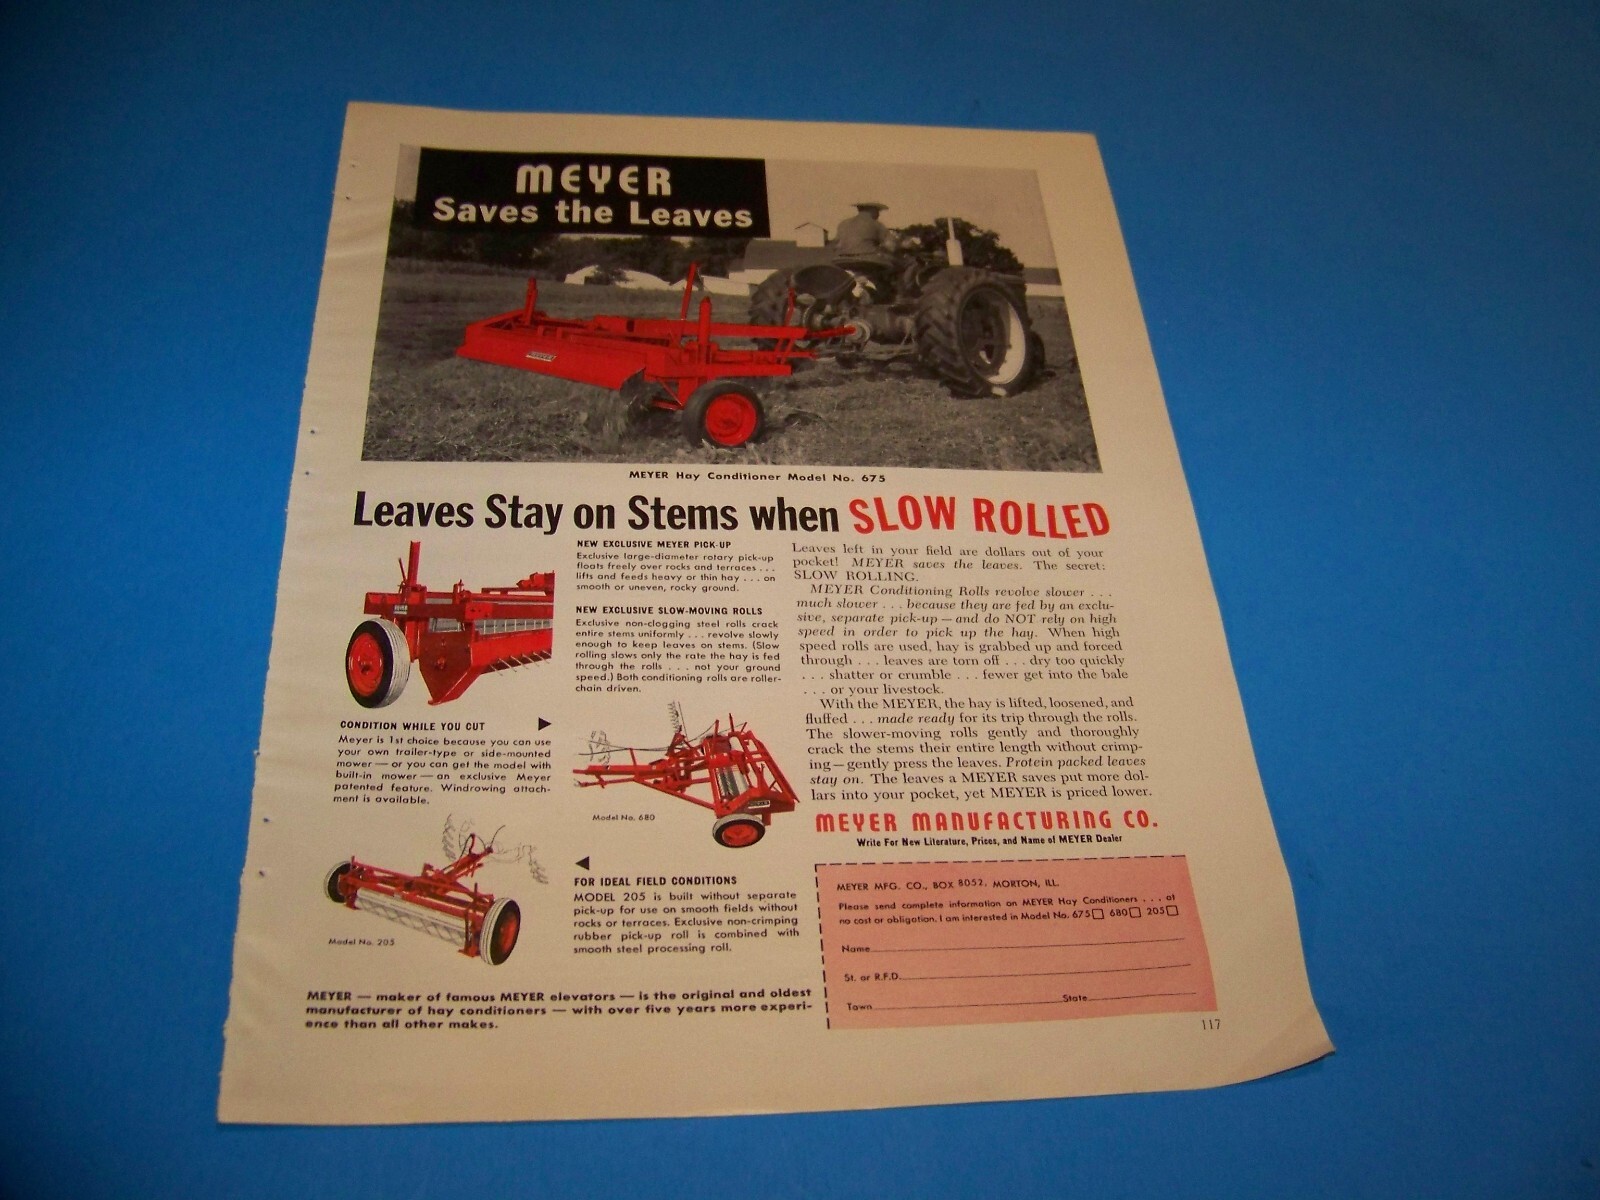 MEYER
Saves the Leaves
MEYER
MEYER Hay Conditioner Model No. 675
Leaves Stay on Stems when SLOW ROLLED
NEW EXCLUSIVE MEYER PICK-UP
Exclusive large-diameter rotary pick-up
floats freely over rocks and terraces . . .
lifts and feeds heavy or thin hay . . . on
smooth or uneven, rocky ground.
NEW EXCLUSIVE SLOW-MOVING ROLLS
Exclusive non-clogging steel rolls crack
entire stems uniformly . . . revolve slowly
enough to keep leaves on stems. (Slow
rolling slows only the rate the hay is fed
through the rolls . . . not your ground
speed.) Both conditioning rolls are roller-
chain driven.
CONDITION WHILE YOU CUT
Meyer is 1st choice because you can use
your own trailer-type or side-mounted
mower — or you can get the model with
built-in mower — an exclusive Meyer
patented feature. Windrowing attach-
ment is available.
Model No. 680
Model No. 205
FOR IDEAL FIELD CONDITIONS
MODEL 205 is built without separate
pick-up for use on smooth fields without
rocks or terraces. Exclusive non-crimping
rubber pick-up roll is combined with
smooth steel processing roll.
MEYER — maker of famous MEYER elevators — is the original and oldest
manufacturer of hay conditioners — with over five years more experi-
ence than all other makes.
Leaves left in your field are dollars out of your
pocket! MEYER saves the leaves. The secret:
SLOW ROLLING.
MEYER Conditioning Rolls revolve slower . . .
much slower . . . because they are fed by an exclu-
sive, separate pick-up — and do NOT rely on high
speed in order to pick up the hay. When high
speed rolls are used, hay is grabbed up and forced
through . . . leaves are torn off . . . dry too quickly
. . . shatter or crumble . . . fewer get into the bale
. . . or your livestock.
With the MEYER, the hay is lifted, loosened, and
fluffed . . . made ready for its trip through the rolls.
The slower-moving rolls gently and thoroughly
crack the stems their entire length without crimp-
ing — gently press the leaves. Protein packed leaves
stay on. The leaves a MEYER saves put more dol-
lars into your pocket, yet MEYER is priced lower.
MEYER MANUFACTURING CO.
Write For New Literature, Prices, and Name of MEYER Dealer
MEYER MFG. CO., BOX 8052, MORTON, ILL.
Please send complete information on MEYER Hay Conditioners . . . at
no cost or obligation. I am interested in Model No. 675☐ 680☐ 205☐
Name
St. or R.F.D.
Town State
117